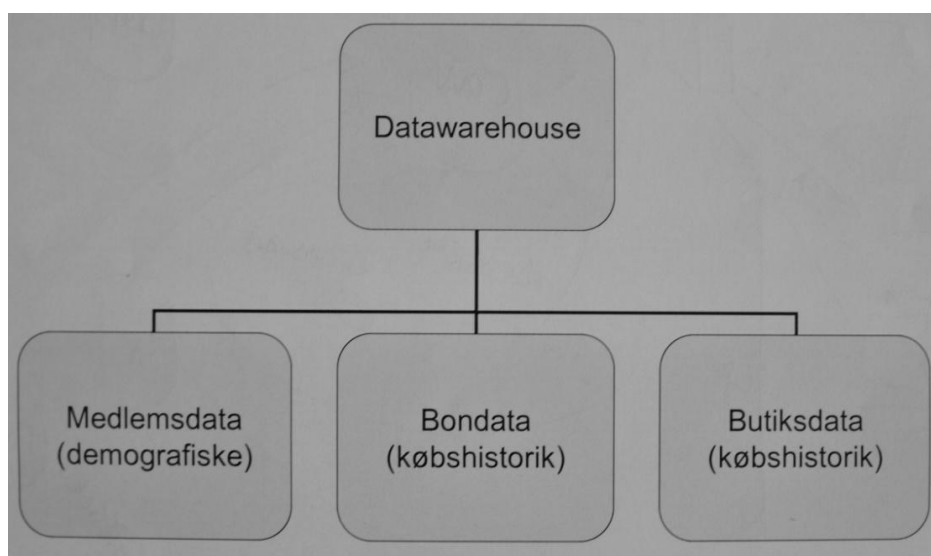 Datawarehouse
Medlemsdata
(demografiske)
Bondata
(købshistorik)
Butiksdata
(købshistorik)